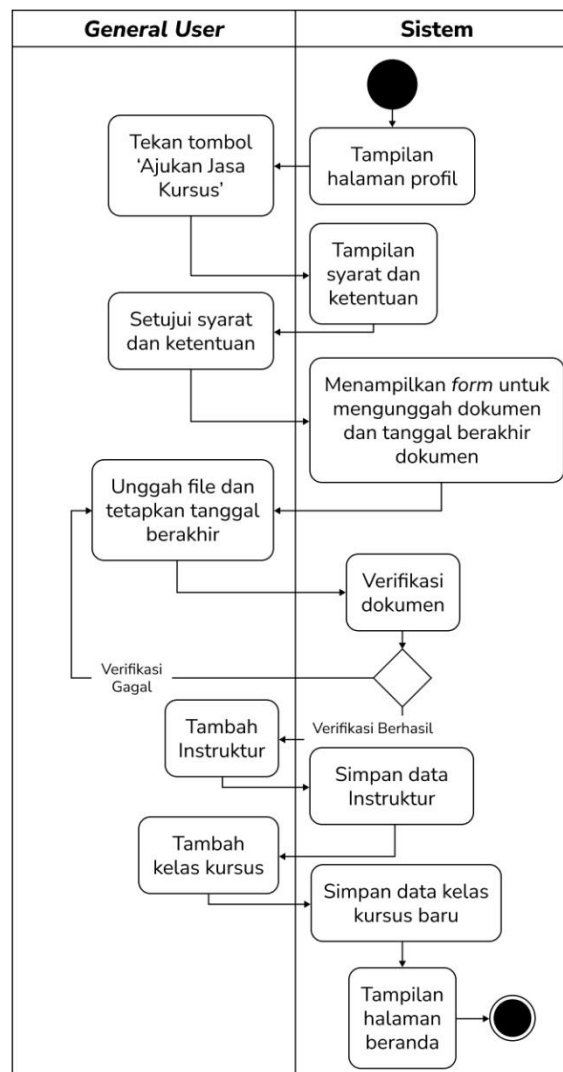 General User
Sistem
Tampilan
halaman profil
Tekan tombol
‘Ajukan Jasa
Kursus’
Tampilan
syarat dan
ketentuan
Setujui syarat
dan ketentuan
Menampilkan form untuk
mengunggah dokumen
dan tanggal berakhir
dokumen
Unggah file dan
tetapkan tanggal
berakhir
Verifikasi
dokumen
Verifikasi
Gagal
Verifikasi Berhasil
Tambah
Instruktur
Simpan data
Instruktur
Tambah
kelas kursus
Simpan data kelas
kursus baru
Tampilan
halaman
beranda